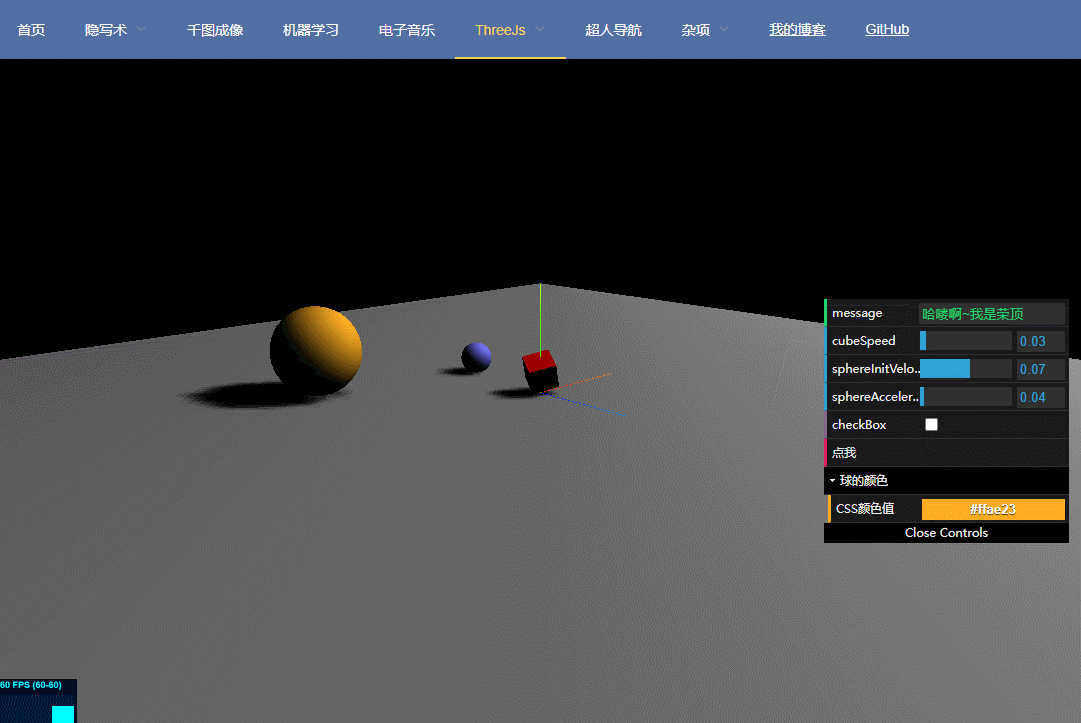 首页 隐写术 千图成像 机器学习 电子音乐 ThreeJs 超人导航 杂项 我的博客 GitHub
message 哈喽啊~我是荣顶
cubeSpeed 0.03
sphereInitVelo... 0.07
sphereAcceler... 0.04
checkBox
点我
球的颜色
CSS颜色值 #ffae23
Close Controls
60 FPS (60-60)